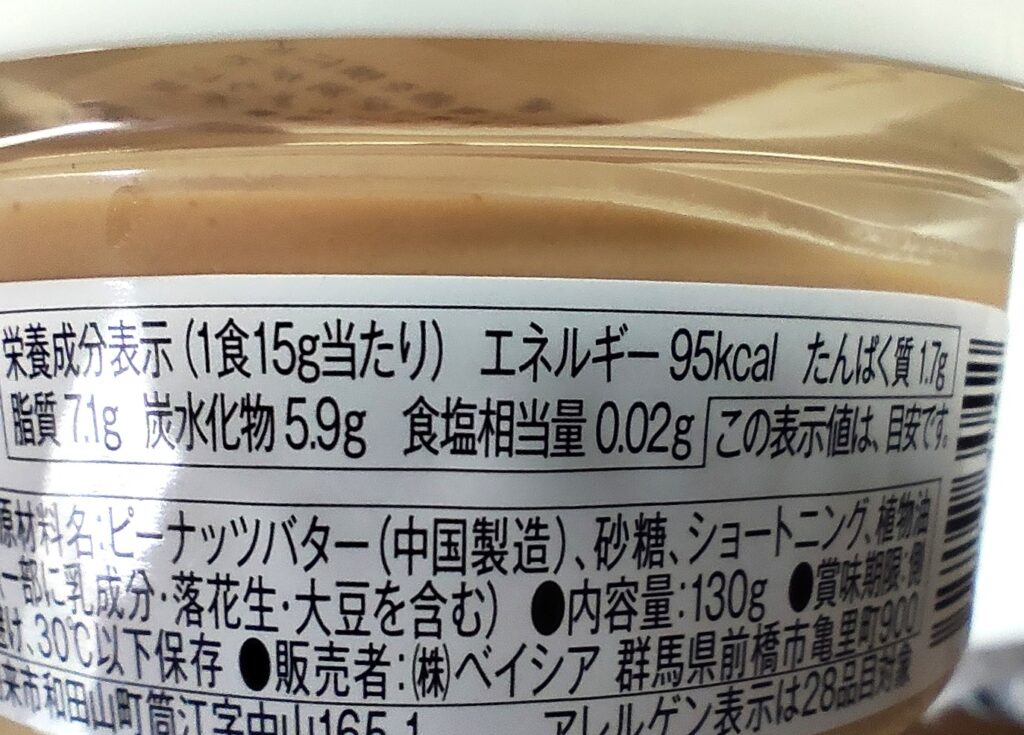 栄養成分表示(1食15g当たり) エネルギー95kcal たんぱく質1.7g
脂質7.1g 炭水化物5.9g 食塩相当量0.02g この表示値は、目安です。
原材料名:ピーナッツバター(中国製造)、砂糖、ショートニング、植物油
一部に乳成分・落花生・大豆を含む) ●内容量:130g ●賞味期限:側
け、30℃以下保存 ●販売者:(株)ベイシア 群馬県前橋市亀里町900
来市和田山町筒江字中山165-1 アレルゲン表示は28品目対象